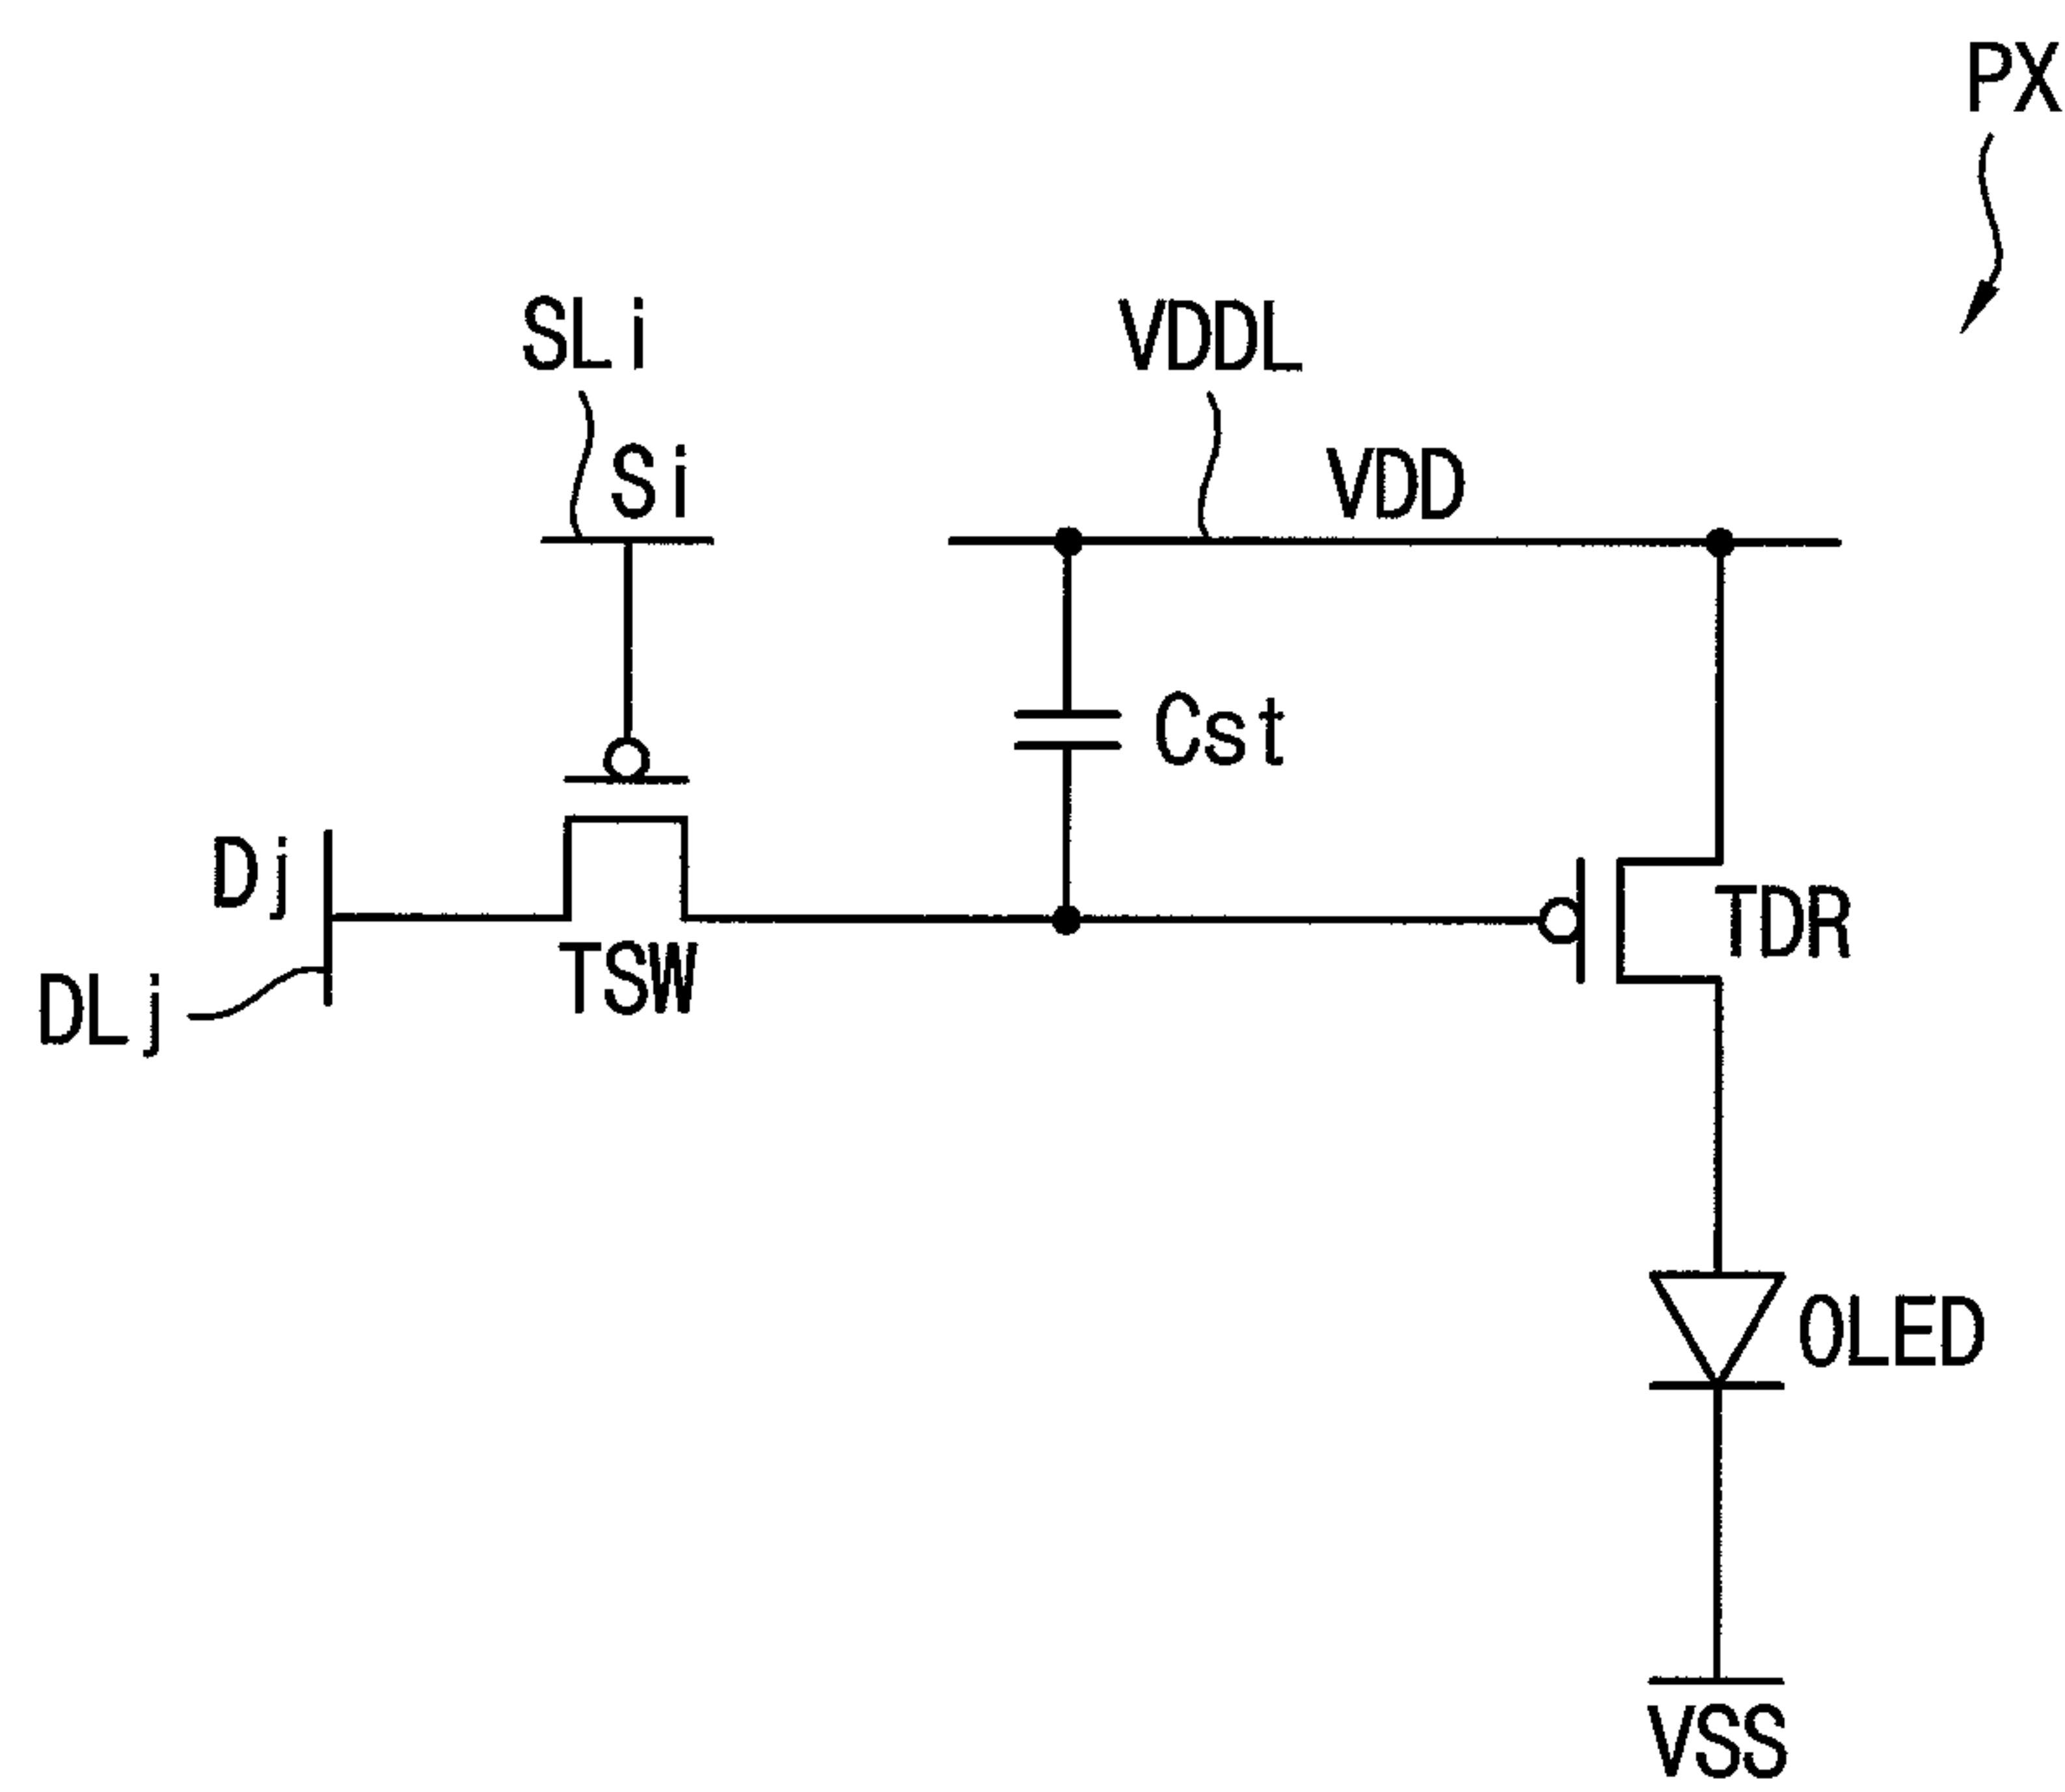 PX
SLi
VDDL
Si
VDD
Cst
Dj
TDR
TSW
DLj
OLED
VSS